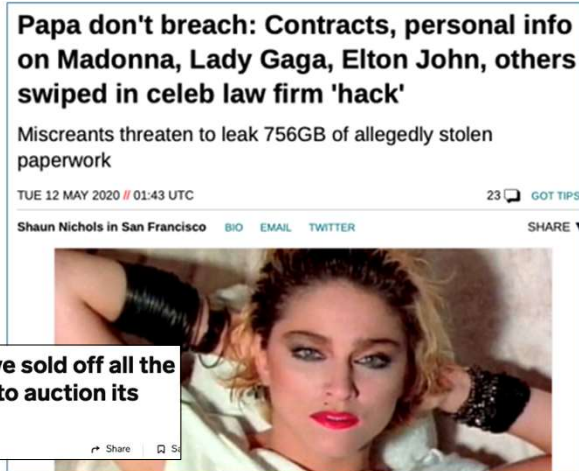 Papa don't breach: Contracts, personal info
on Madonna, Lady Gaga, Elton John, others
swiped in celeb law firm 'hack'
Miscreants threaten to leak 756GB of allegedly stolen
paperwork
TUE 12 MAY 2020 // 01:43 UTC 23 GOT TIPS
Shaun Nichols in San Francisco BIO EMAIL TWITTER SHARE
sold off all the
to auction its
Share